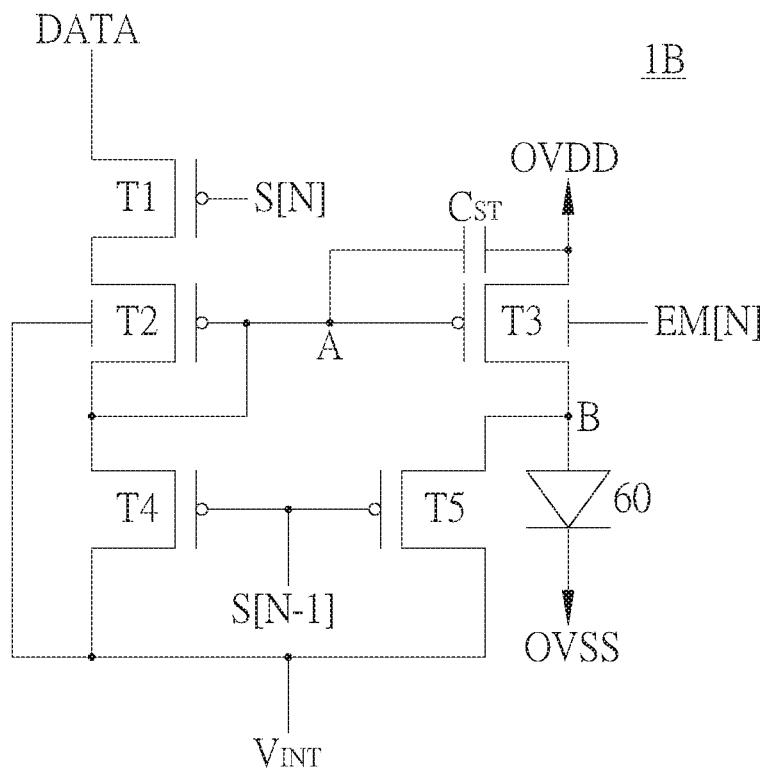 DATA
1B
OVDD
T1
S[N]
CST
T2
A
T3
EM[N]
B
T4
T5
60
S[N-1]
OVSS
VINT